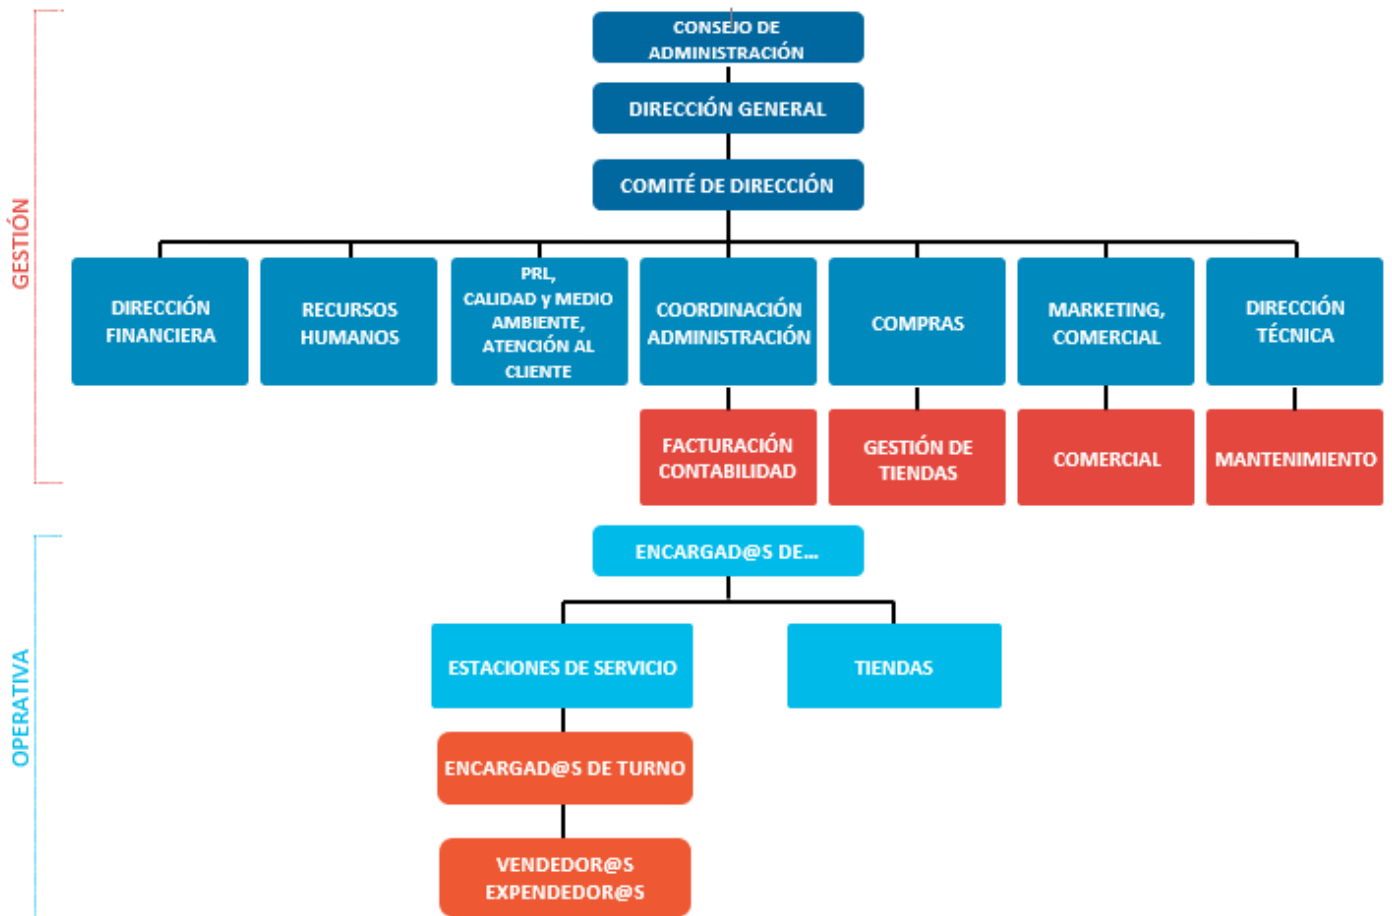 CONSEJO DE
ADMINISTRACIÓN
DIRECCIÓN GENERAL
COMITÉ DE DIRECCIÓN
GESTIÓN
DIRECCIÓN
FINANCIERA
RECURSOS
HUMANOS
PRL,
CALIDAD y MEDIO
AMBIENTE,
ATENCIÓN AL
CLIENTE
COORDINACIÓN
ADMINISTRACIÓN
COMPRAS
MARKETING,
COMERCIAL
DIRECCIÓN
TÉCNICA
FACTURACIÓN
CONTABILIDAD
GESTIÓN DE
TIENDAS
COMERCIAL
MANTENIMIENTO
OPERATIVA
ENCARGAD@S DE...
ESTACIONES DE SERVICIO
TIENDAS
ENCARGAD@S DE TURNO
VENDEDOR@S
EXPENDEDOR@S